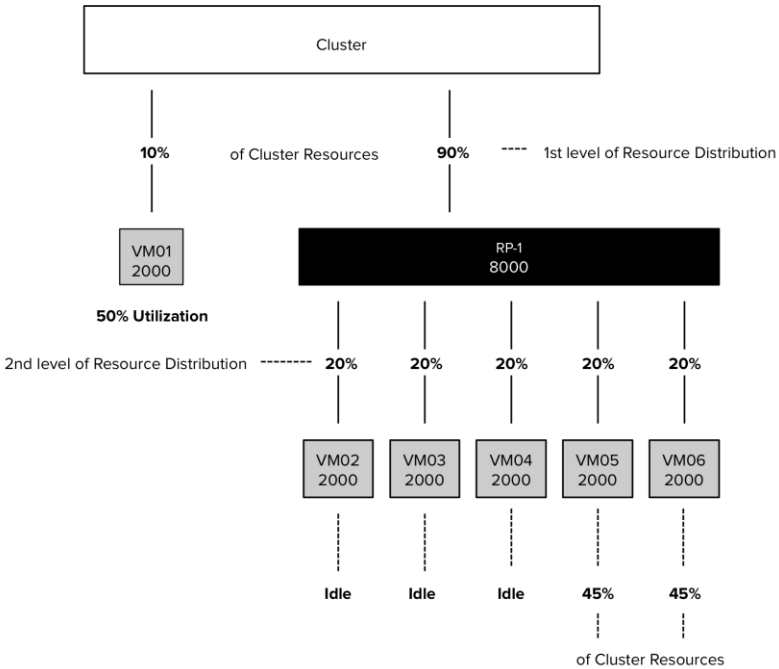 Cluster
10%
of Cluster Resources
90%
1st level of Resource Distribution
VM01
2000
RP-1
8000
50% Utilization
2nd level of Resource Distribution
20%
20%
20%
20%
20%
VM02
2000
VM03
2000
VM04
2000
VM05
2000
VM06
2000
Idle
Idle
Idle
45%
45%
of Cluster Resources